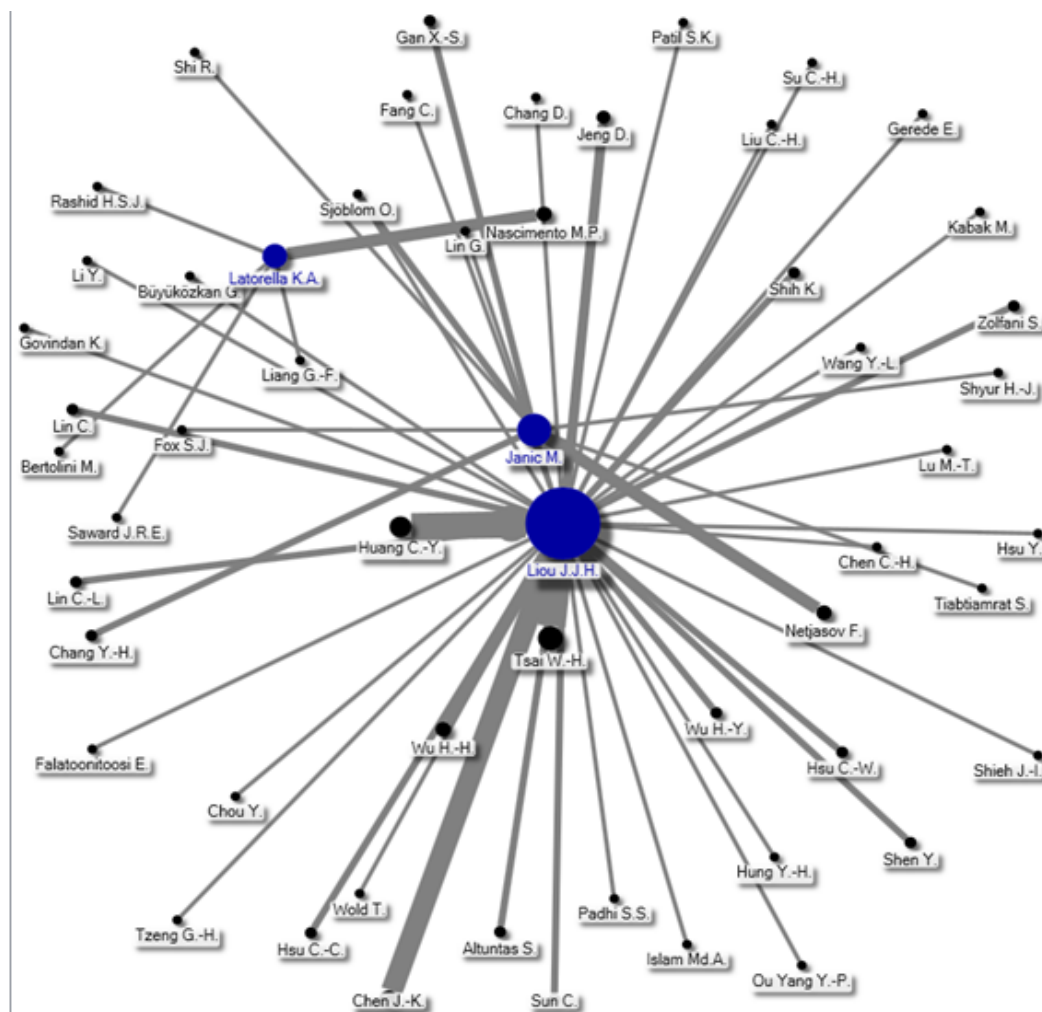 Gan X.-S.
Patil S.K.
Shi R.
Su C.-H.
Fang C.
Chang D.
Jeng D.
Liu C.-H.
Gerede E.
Rashid H.S.J.
Sjöblom O.
Nascimento M.P.
Lin G.
Kabak M.
Latorella K.A.
Li Y.
Büyüközkan G.
Shih K.
Zolfani S.
Govindan K.
Liang G.-F.
Wang Y.-L.
Shyur H.-J.
Lin C.
Fox S.J.
Bertolini M.
Janic M.
Lu M.-T.
Saward J.R.E.
Huang C.-Y.
Liou J.J.H.
Chen C.-H.
Hsu Y.
Lin C.-L.
Tiabtiamrat S.
Chang Y.-H.
Netjasov F.
Tsai W.-H.
Wu H.-H.
Wu H.-Y.
Falatoonitoosi E.
Hsu C.-W.
Shieh J.-I.
Chou Y.
Shen Y.
Hung Y.-H.
Wold T.
Padhi S.S.
Tzeng G.-H.
Hsu C.-C.
Altuntas S.
Islam Md.A.
Ou Yang Y.-P.
Chen J.-K.
Sun C.